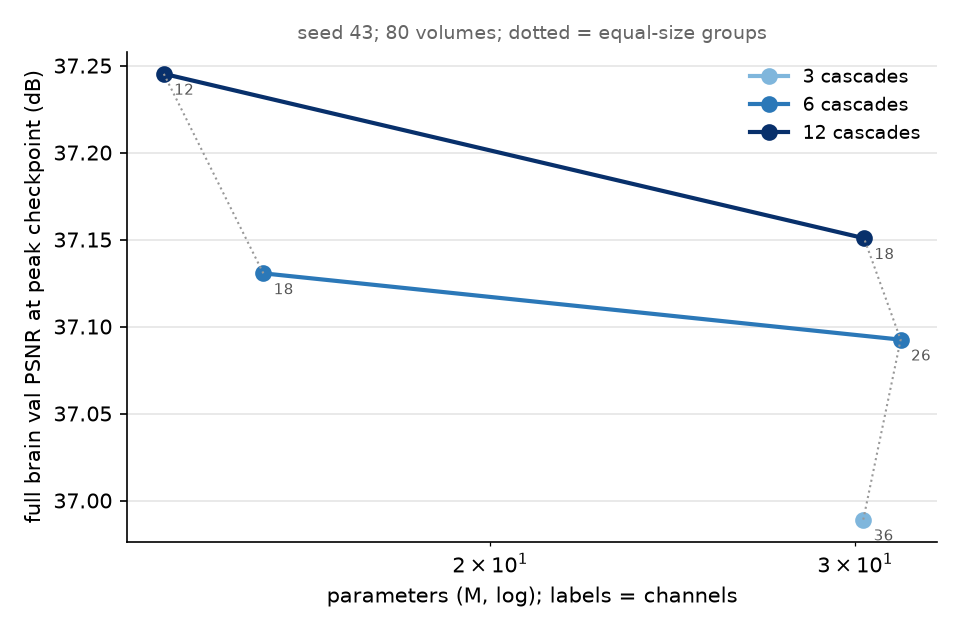 seed 43; 80 volumes; dotted = equal-size groups
full brain val PSNR at peak checkpoint (dB)
37.25
37.20
37.15
37.10
37.05
37.00
3 cascades
6 cascades
12 cascades
12
18
18
26
36
2 × 10¹
3 × 10¹
parameters (M, log); labels = channels